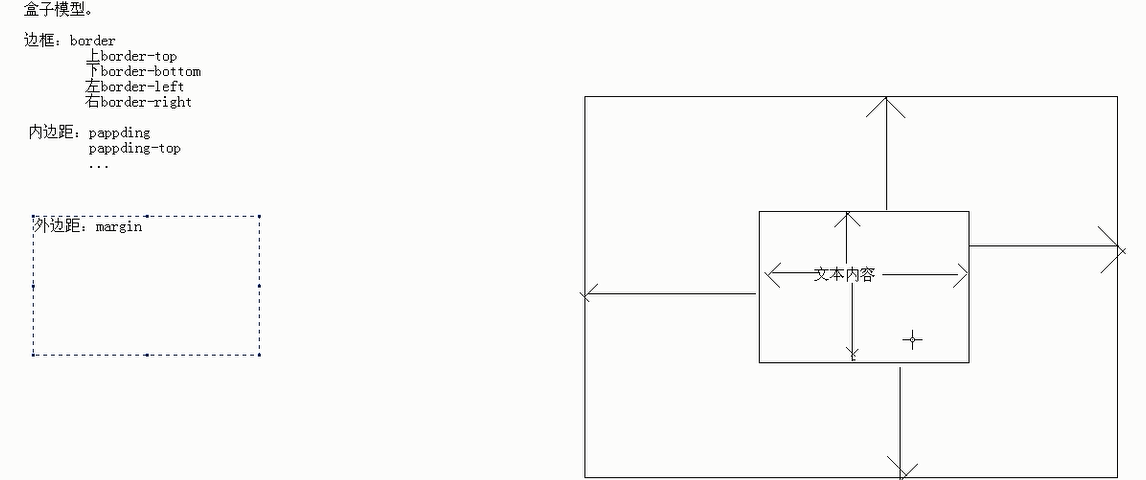 盒子模型。
边框：border
上border-top
下border-bottom
左border-left
右border-right
内边距：pappding
pappding-top
...
外边距：margin
文本内容